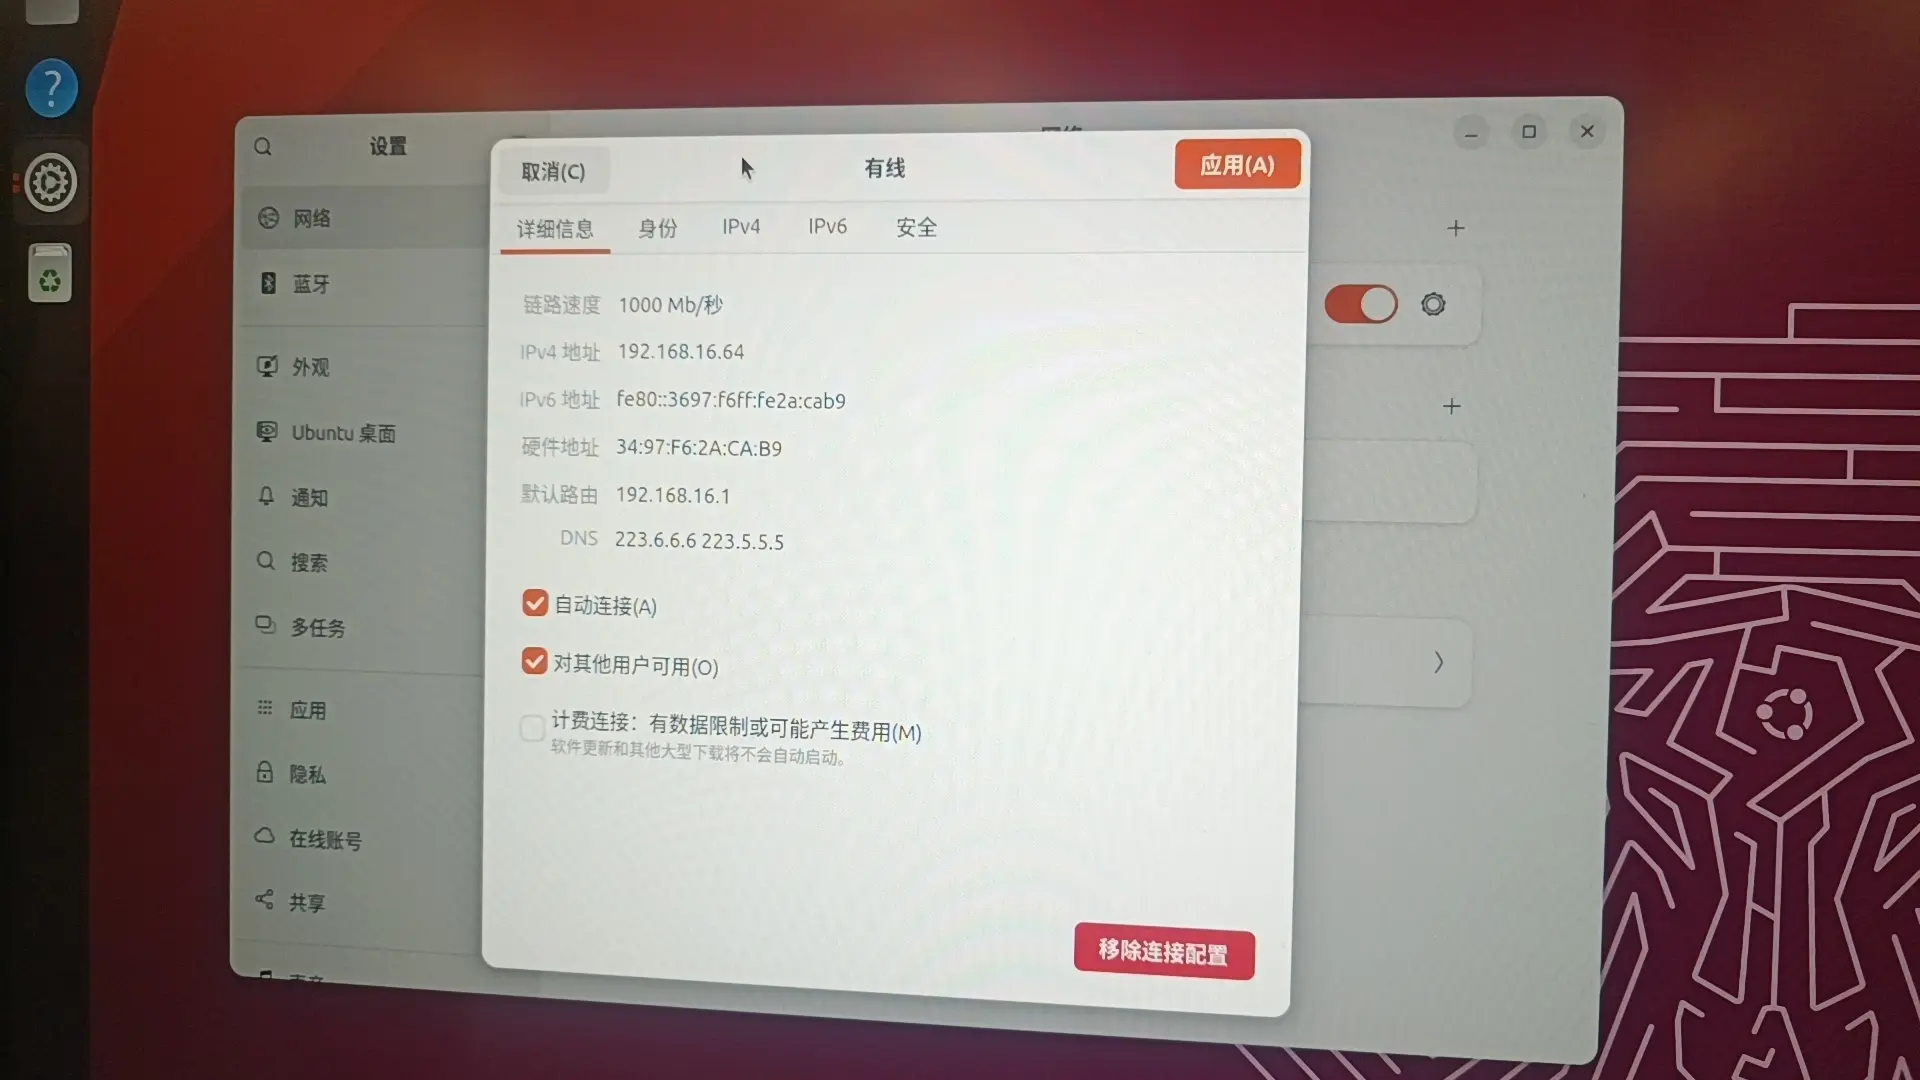 设置
取消(C)
有线
应用(A)
详细信息
身份
IPv4
IPv6
安全
网络
蓝牙
外观
Ubuntu 桌面
通知
搜索
多任务
应用
隐私
在线账号
共享
链路速度 1000 Mb/秒
IPv4 地址 192.168.16.64
IPv6 地址 fe80::3697:f6ff:fe2a:cab9
硬件地址 34:97:F6:2A:CA:B9
默认路由 192.168.16.1
DNS 223.6.6.6 223.5.5.5
自动连接(A)
对其他用户可用(O)
计费连接：有数据限制或可能产生费用(M)
软件更新和其他大型下载将不会自动启动。
移除连接配置